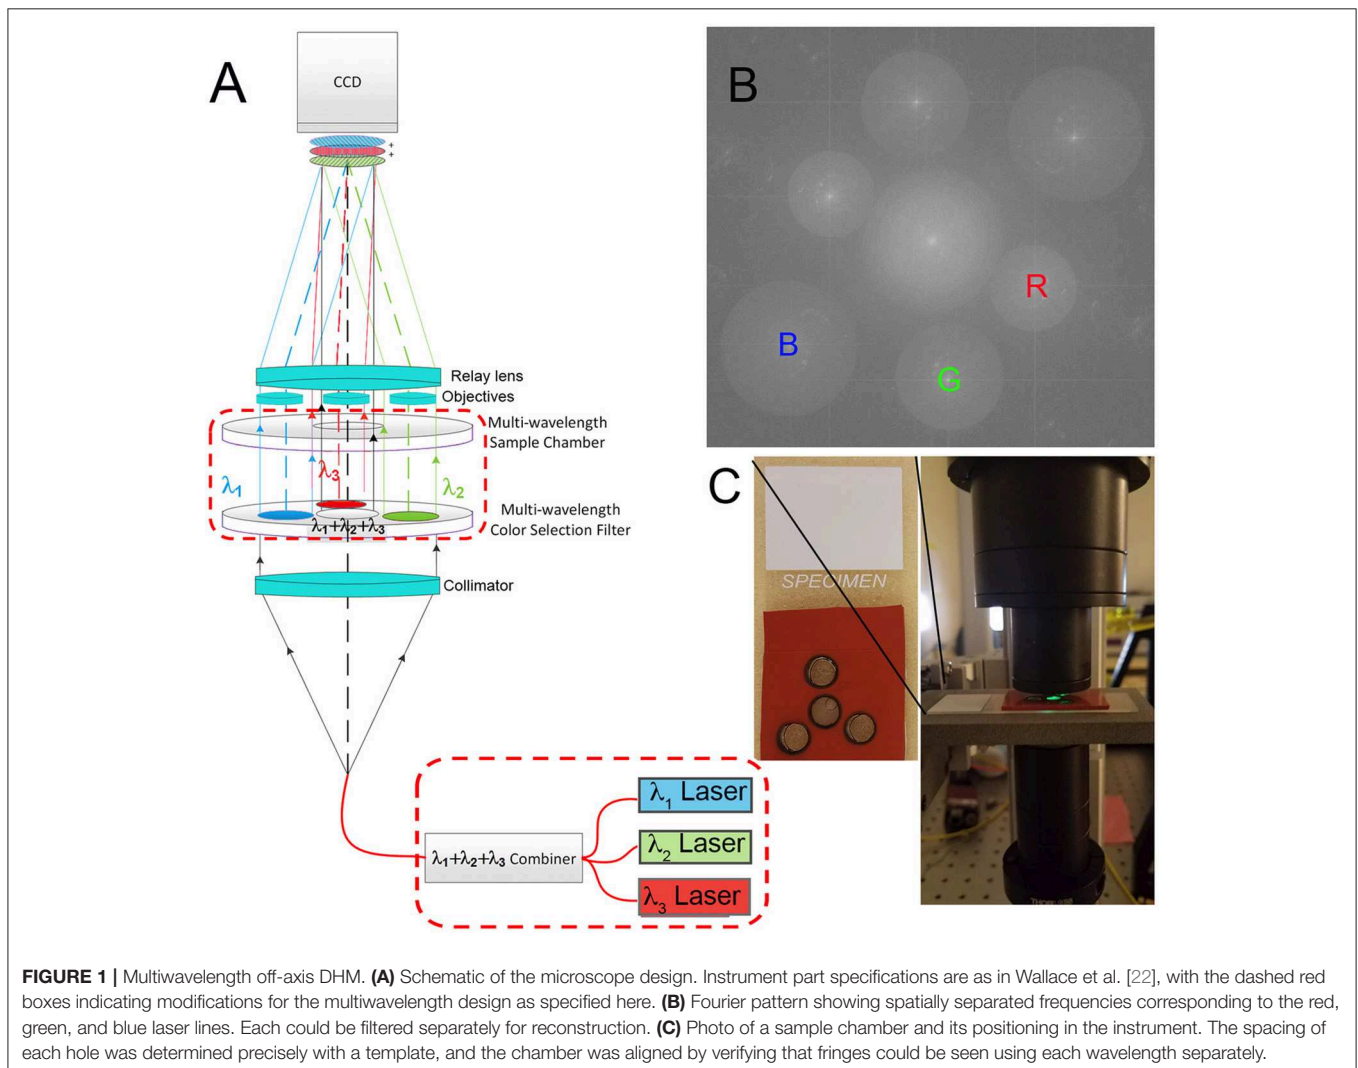 A
CCD
+
+
Relay lens
Objectives
Multi-wavelength
Sample Chamber
λ1
λ3
λ2
λ1+λ2+λ3
Multi-wavelength
Color Selection Filter
Collimator
λ1+λ2+λ3 Combiner
λ1 Laser
λ2 Laser
λ3 Laser
B
R
B
G
C
SPECIMEN
FIGURE 1 | Multiwavelength off-axis DHM. (A) Schematic of the microscope design. Instrument part specifications are as in Wallace et al. [22], with the dashed red
boxes indicating modifications for the multiwavelength design as specified here. (B) Fourier pattern showing spatially separated frequencies corresponding to the red,
green, and blue laser lines. Each could be filtered separately for reconstruction. (C) Photo of a sample chamber and its positioning in the instrument. The spacing of
each hole was determined precisely with a template, and the chamber was aligned by verifying that fringes could be seen using each wavelength separately.